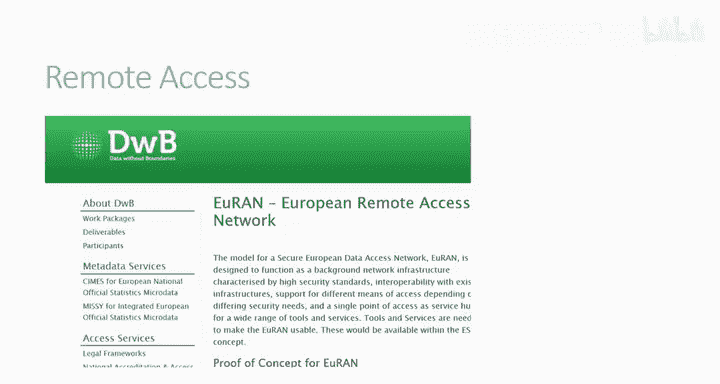 Remote Access
DwB
Data without Boundaries
About DwB
Work Packages
Deliverables
Participants
Metadata Services
CIMES for European National
Official Statistics Microdata
MISSY for Integrated European
Official Statistics Microdata
Access Services
Legal Frameworks
National Accreditation & Access
EuRAN – European Remote Access
Network
The model for a Secure European Data Access Network, EuRAN, is
designed to function as a background network infrastructure
characterised by high security standards, interoperability with exis
infrastructures, support for different means of access depending o
differing security needs, and a single point of access as service hu
for a wide range of tools and services. Tools and Services are need
to make the EuRAN usable. These would be available within the ES
concept.
Proof of Concept for EuRAN